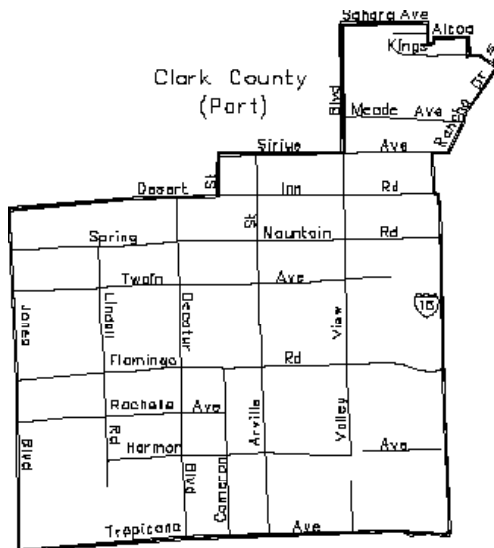 Sahara Ave
Alcoa
Kings
S
Rancho Dr
Clark County
(Part)
Blvd
Meade Ave
Sirius Ave
St
Desert Inn Rd
St
Spring Mountain Rd
Twain Ave
Jones
Lindell
Decatur
View
15
Flamingo Rd
Rochelle Ave
Arville
Valley
Blvd
Rd
Harmon Ave
Blvd
Cameron
Tropicana Ave